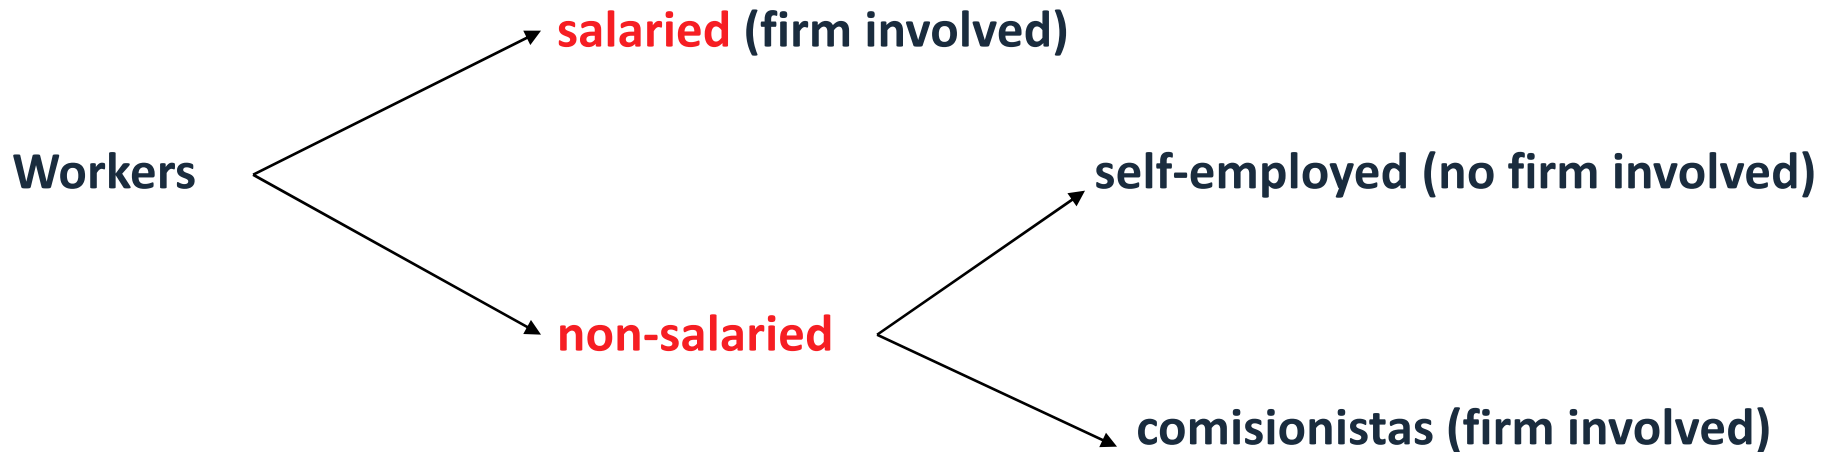 salaried (firm involved)
Workers
self-employed (no firm involved)
non-salaried
comisionistas (firm involved)